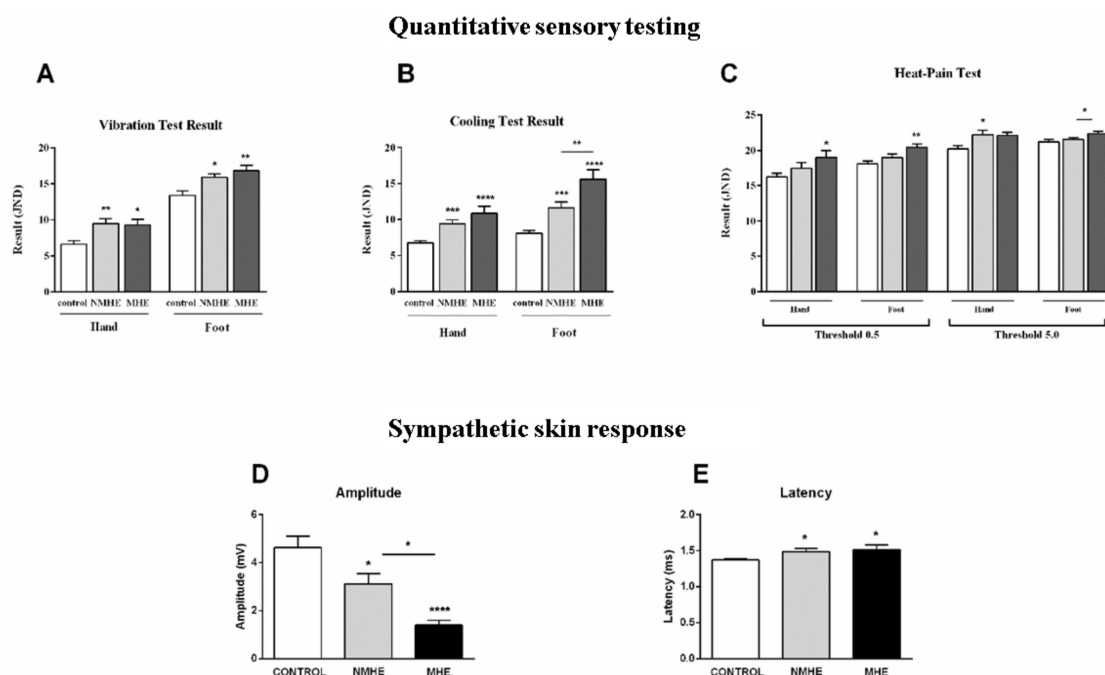 Quantitative sensory testing
A
B
C
Vibration Test Result
Cooling Test Result
Heat-Pain Test
Result (JND)
20
15
10
5
0
**
*
*
**
control NMHE MHE
control NMHE MHE
Hand
Foot
Result (JND)
20
15
10
5
0
***
****
***
**
****
control NMHE MHE
control NMHE MHE
Hand
Foot
Result (JND)
25
20
15
10
5
0
*
**
*
*
Hand
Foot
Hand
Foot
Threshold 0.5
Threshold 5.0
Sympathetic skin response
D
E
Amplitude
Latency
Amplitude (mV)
6
4
2
0
*
*
****
CONTROL NMHE MHE
Latency (ms)
2.0
1.5
1.0
0.5
0.0
*
*
CONTROL NMHE MHE